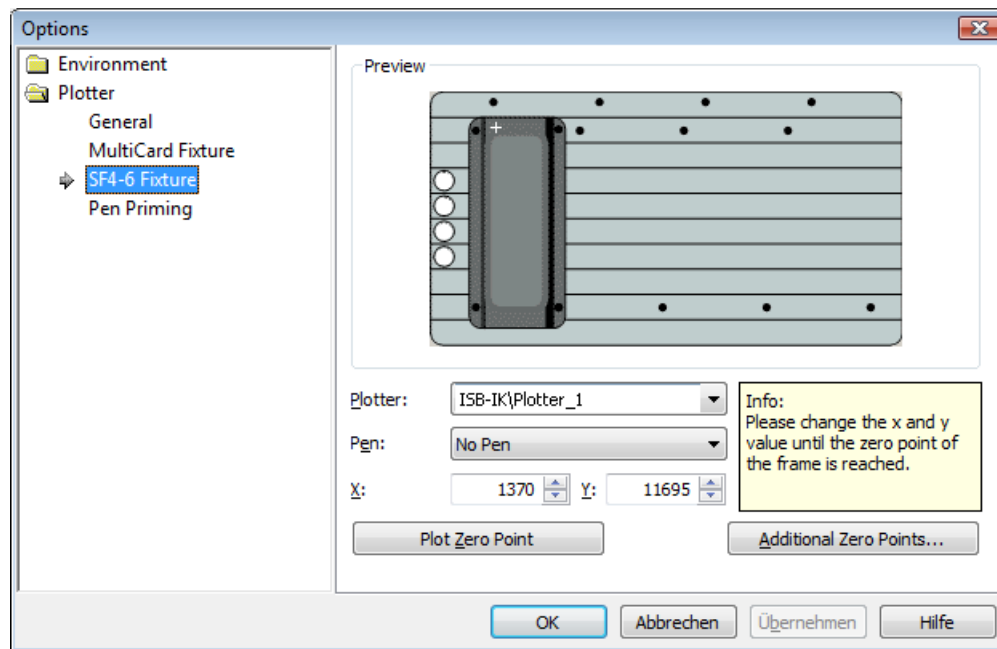 Options
Environment
Plotter
General
MultiCard Fixture
SF4-6 Fixture
Pen Priming
Preview
Plotter: ISB-IK\Plotter_1
Pen: No Pen
X: 1370 Y: 11695
Info:
Please change the x and y
value until the zero point of
the frame is reached.
Plot Zero Point
Additional Zero Points...
OK Abbrechen Übernehmen Hilfe